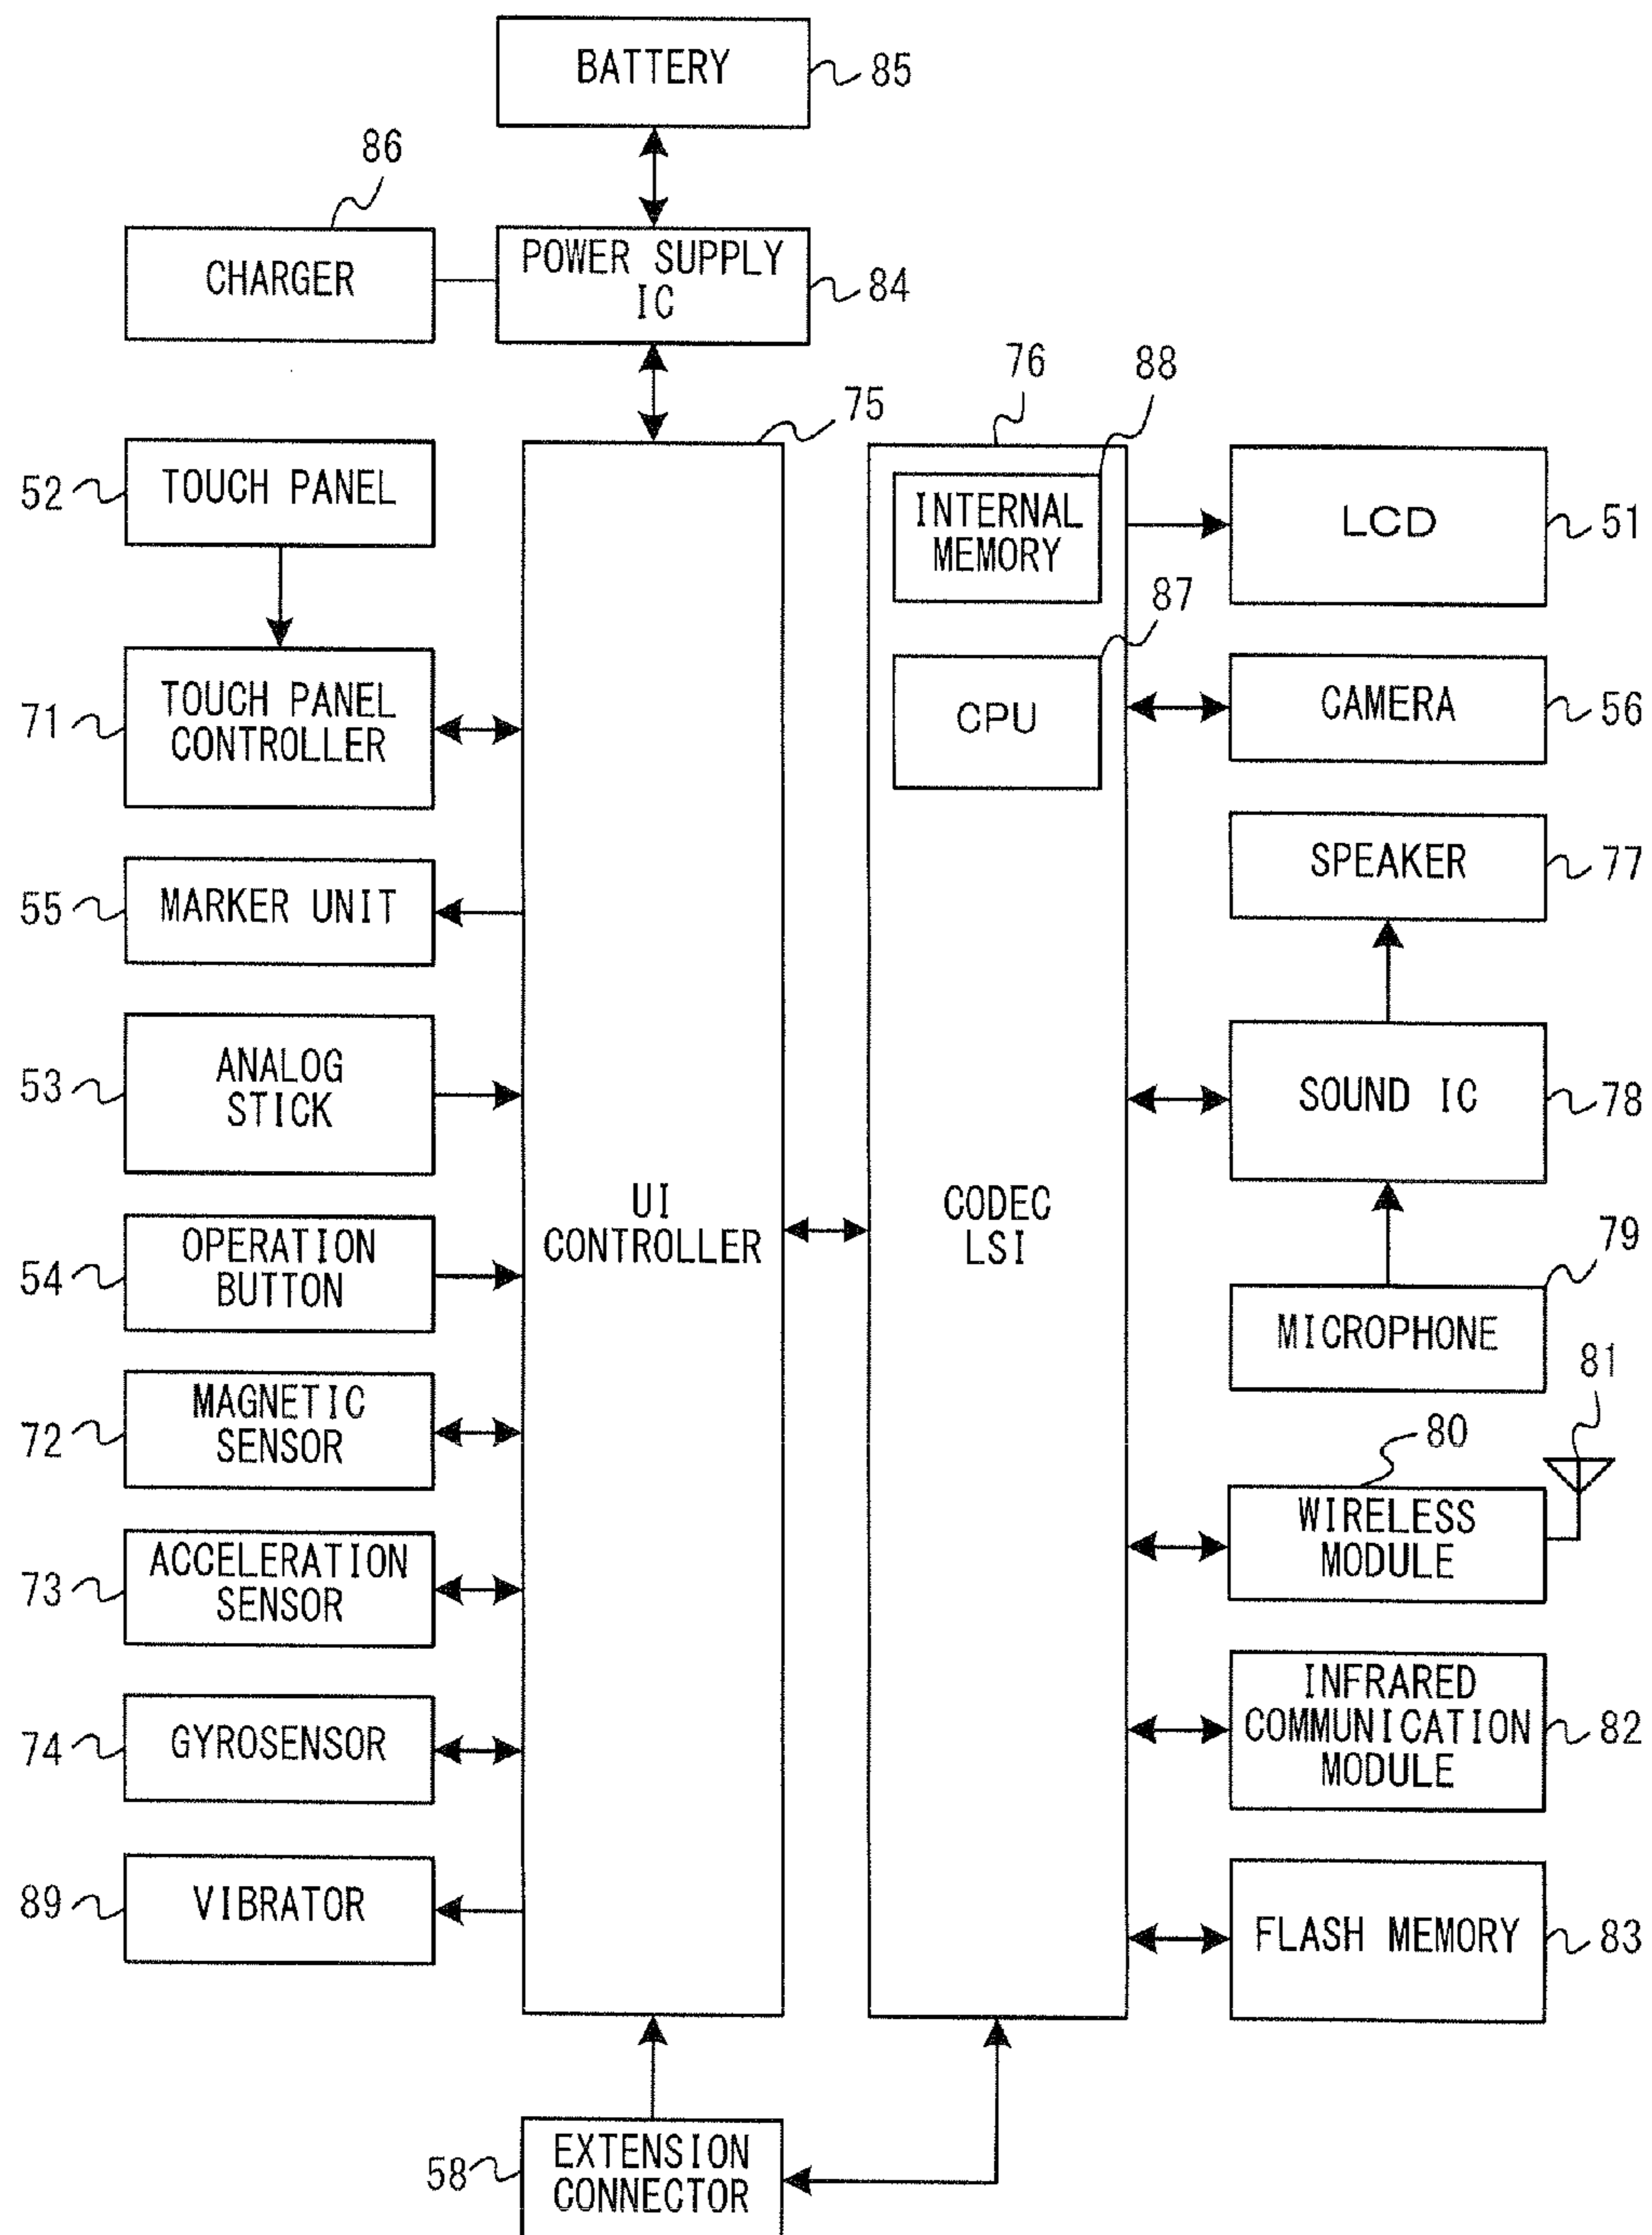 BATTERY
85
86
CHARGER
POWER SUPPLY
IC
84
75
76
88
52
TOUCH PANEL
INTERNAL
MEMORY
LCD
51
87
71
TOUCH PANEL
CONTROLLER
CPU
CAMERA
56
SPEAKER
77
55
MARKER UNIT
53
ANALOG
STICK
SOUND IC
78
UI
CONTROLLER
CODEC
LSI
54
OPERATION
BUTTON
79
MICROPHONE
81
72
MAGNETIC
SENSOR
80
WIRELESS
MODULE
73
ACCELERATION
SENSOR
74
GYROSENSOR
INFRARED
COMMUNICATION
MODULE
82
89
VIBRATOR
FLASH MEMORY
83
58
EXTENSION
CONNECTOR